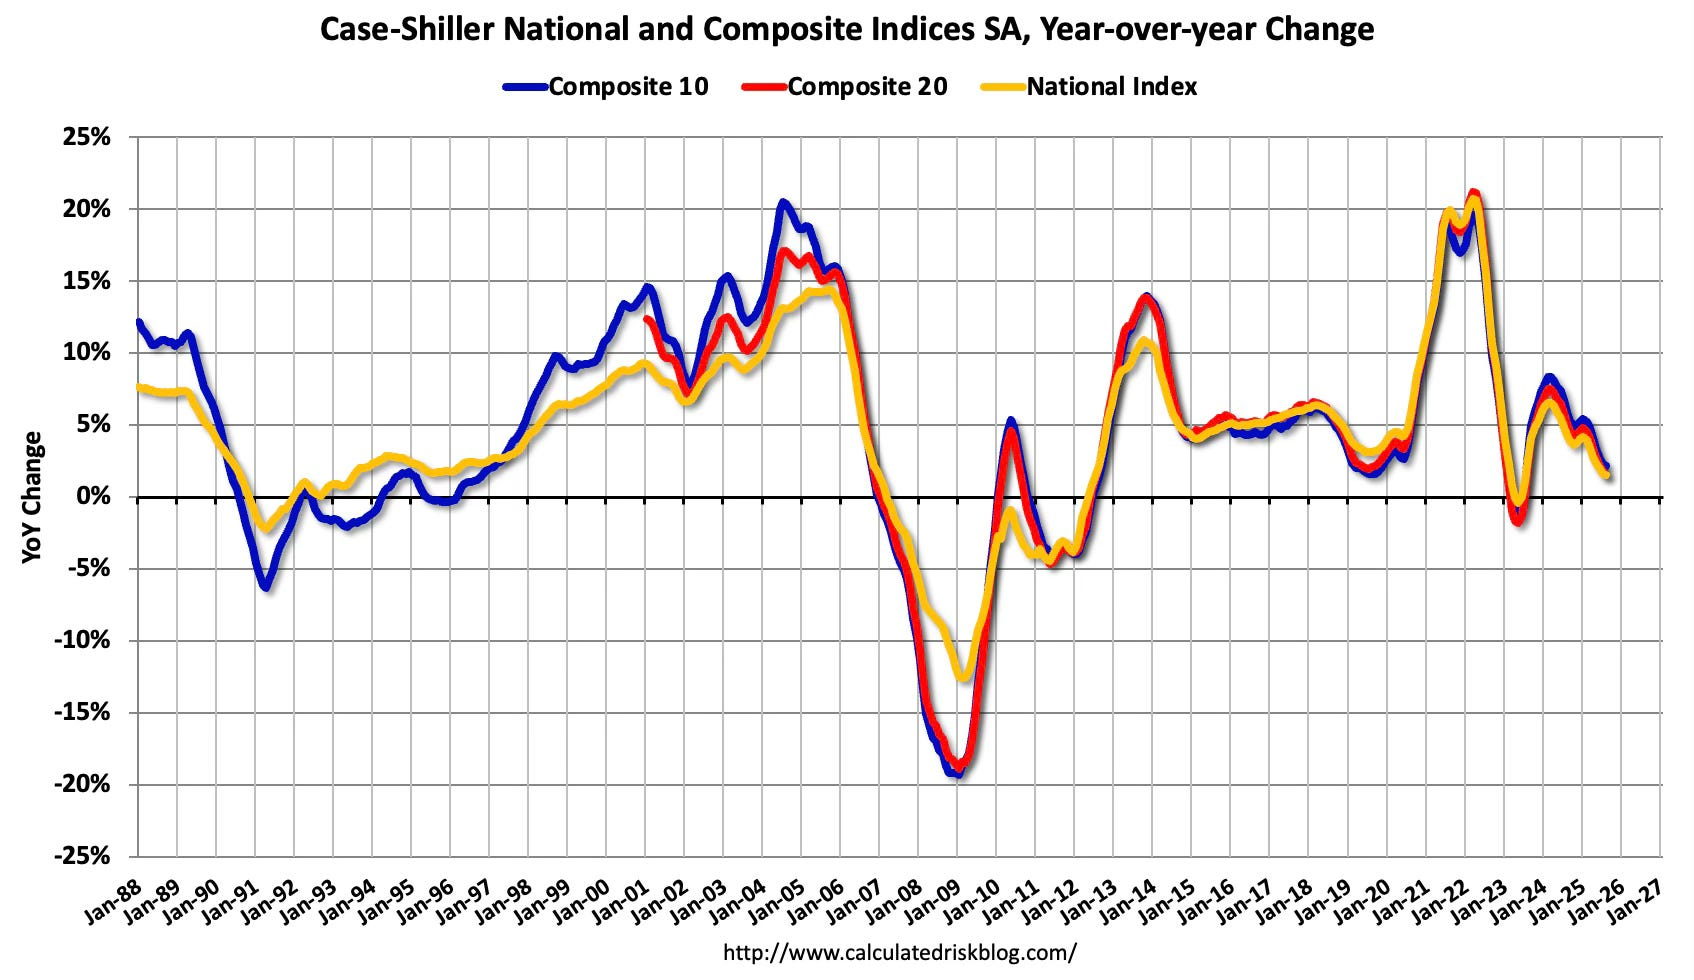 Case-Shiller National and Composite Indices SA, Year-over-year Change
Composite 10 Composite 20 National Index
25%
20%
15%
10%
5%
0%
-5%
-10%
-15%
-20%
-25%
YoY Change
Jan-88 Jan-89 Jan-90 Jan-91 Jan-92 Jan-93 Jan-94 Jan-95 Jan-96 Jan-97 Jan-98 Jan-99 Jan-00 Jan-01 Jan-02 Jan-03 Jan-04 Jan-05 Jan-06 Jan-07 Jan-08 Jan-09 Jan-10 Jan-11 Jan-12 Jan-13 Jan-14 Jan-15 Jan-16 Jan-17 Jan-18 Jan-19 Jan-20 Jan-21 Jan-22 Jan-23 Jan-24 Jan-25 Jan-26 Jan-27
http://www.calculatedriskblog.com/